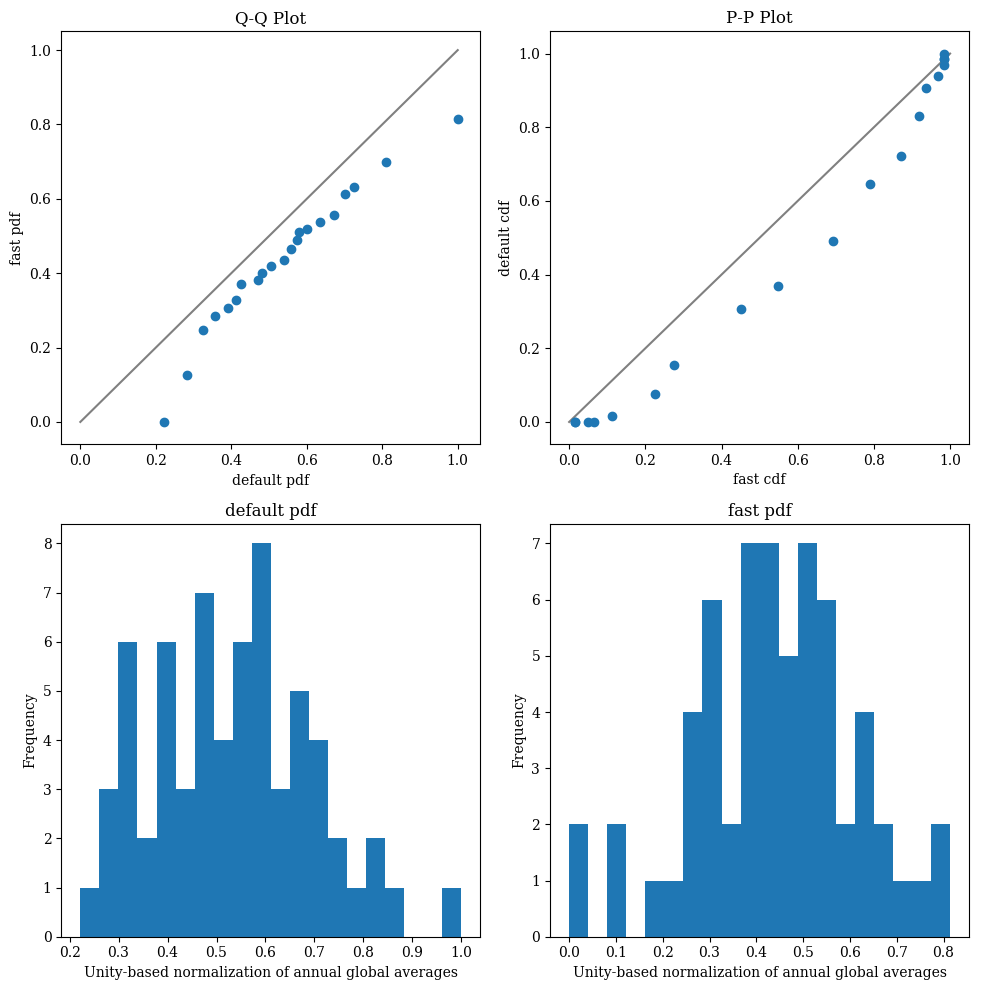 Q-Q Plot
fast pdf
1.0
0.8
0.6
0.4
0.2
0.0
0.0 0.2 0.4 0.6 0.8 1.0
default pdf
P-P Plot
default cdf
1.0
0.8
0.6
0.4
0.2
0.0
0.0 0.2 0.4 0.6 0.8 1.0
fast cdf
default pdf
Frequency
8
7
6
5
4
3
2
1
0
0.2 0.3 0.4 0.5 0.6 0.7 0.8 0.9 1.0
Unity-based normalization of annual global averages
fast pdf
Frequency
7
6
5
4
3
2
1
0
0.0 0.1 0.2 0.3 0.4 0.5 0.6 0.7 0.8
Unity-based normalization of annual global averages